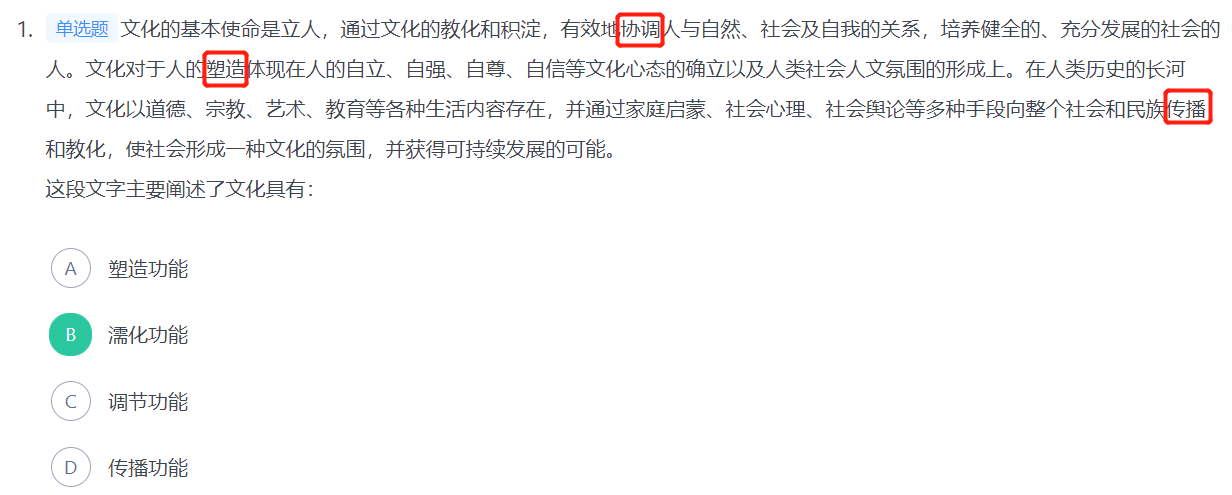 1. 单选题 文化的基本使命是立人，通过文化的教化和积淀，有效地协调人与自然、社会及自我的关系，培养健全的、充分发展的社会的
人。文化对于人的塑造体现在人的自立、自强、自尊、自信等文化心态的确立以及人类社会人文氛围的形成上。在人类历史的长河
中，文化以道德、宗教、艺术、教育等各种生活内容存在，并通过家庭启蒙、社会心理、社会舆论等多种手段向整个社会和民族传播
和教化，使社会形成一种文化的氛围，并获得可持续发展的可能。
这段文字主要阐述了文化具有：
A 塑造功能
B 濡化功能
C 调节功能
D 传播功能